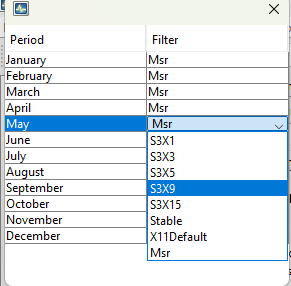 Period Filter
January Msr
February Msr
March Msr
April Msr
May Msr
June S3X1
July S3X3
August S3X5
September S3X9
October S3X15
November Stable
December X11Default
Msr